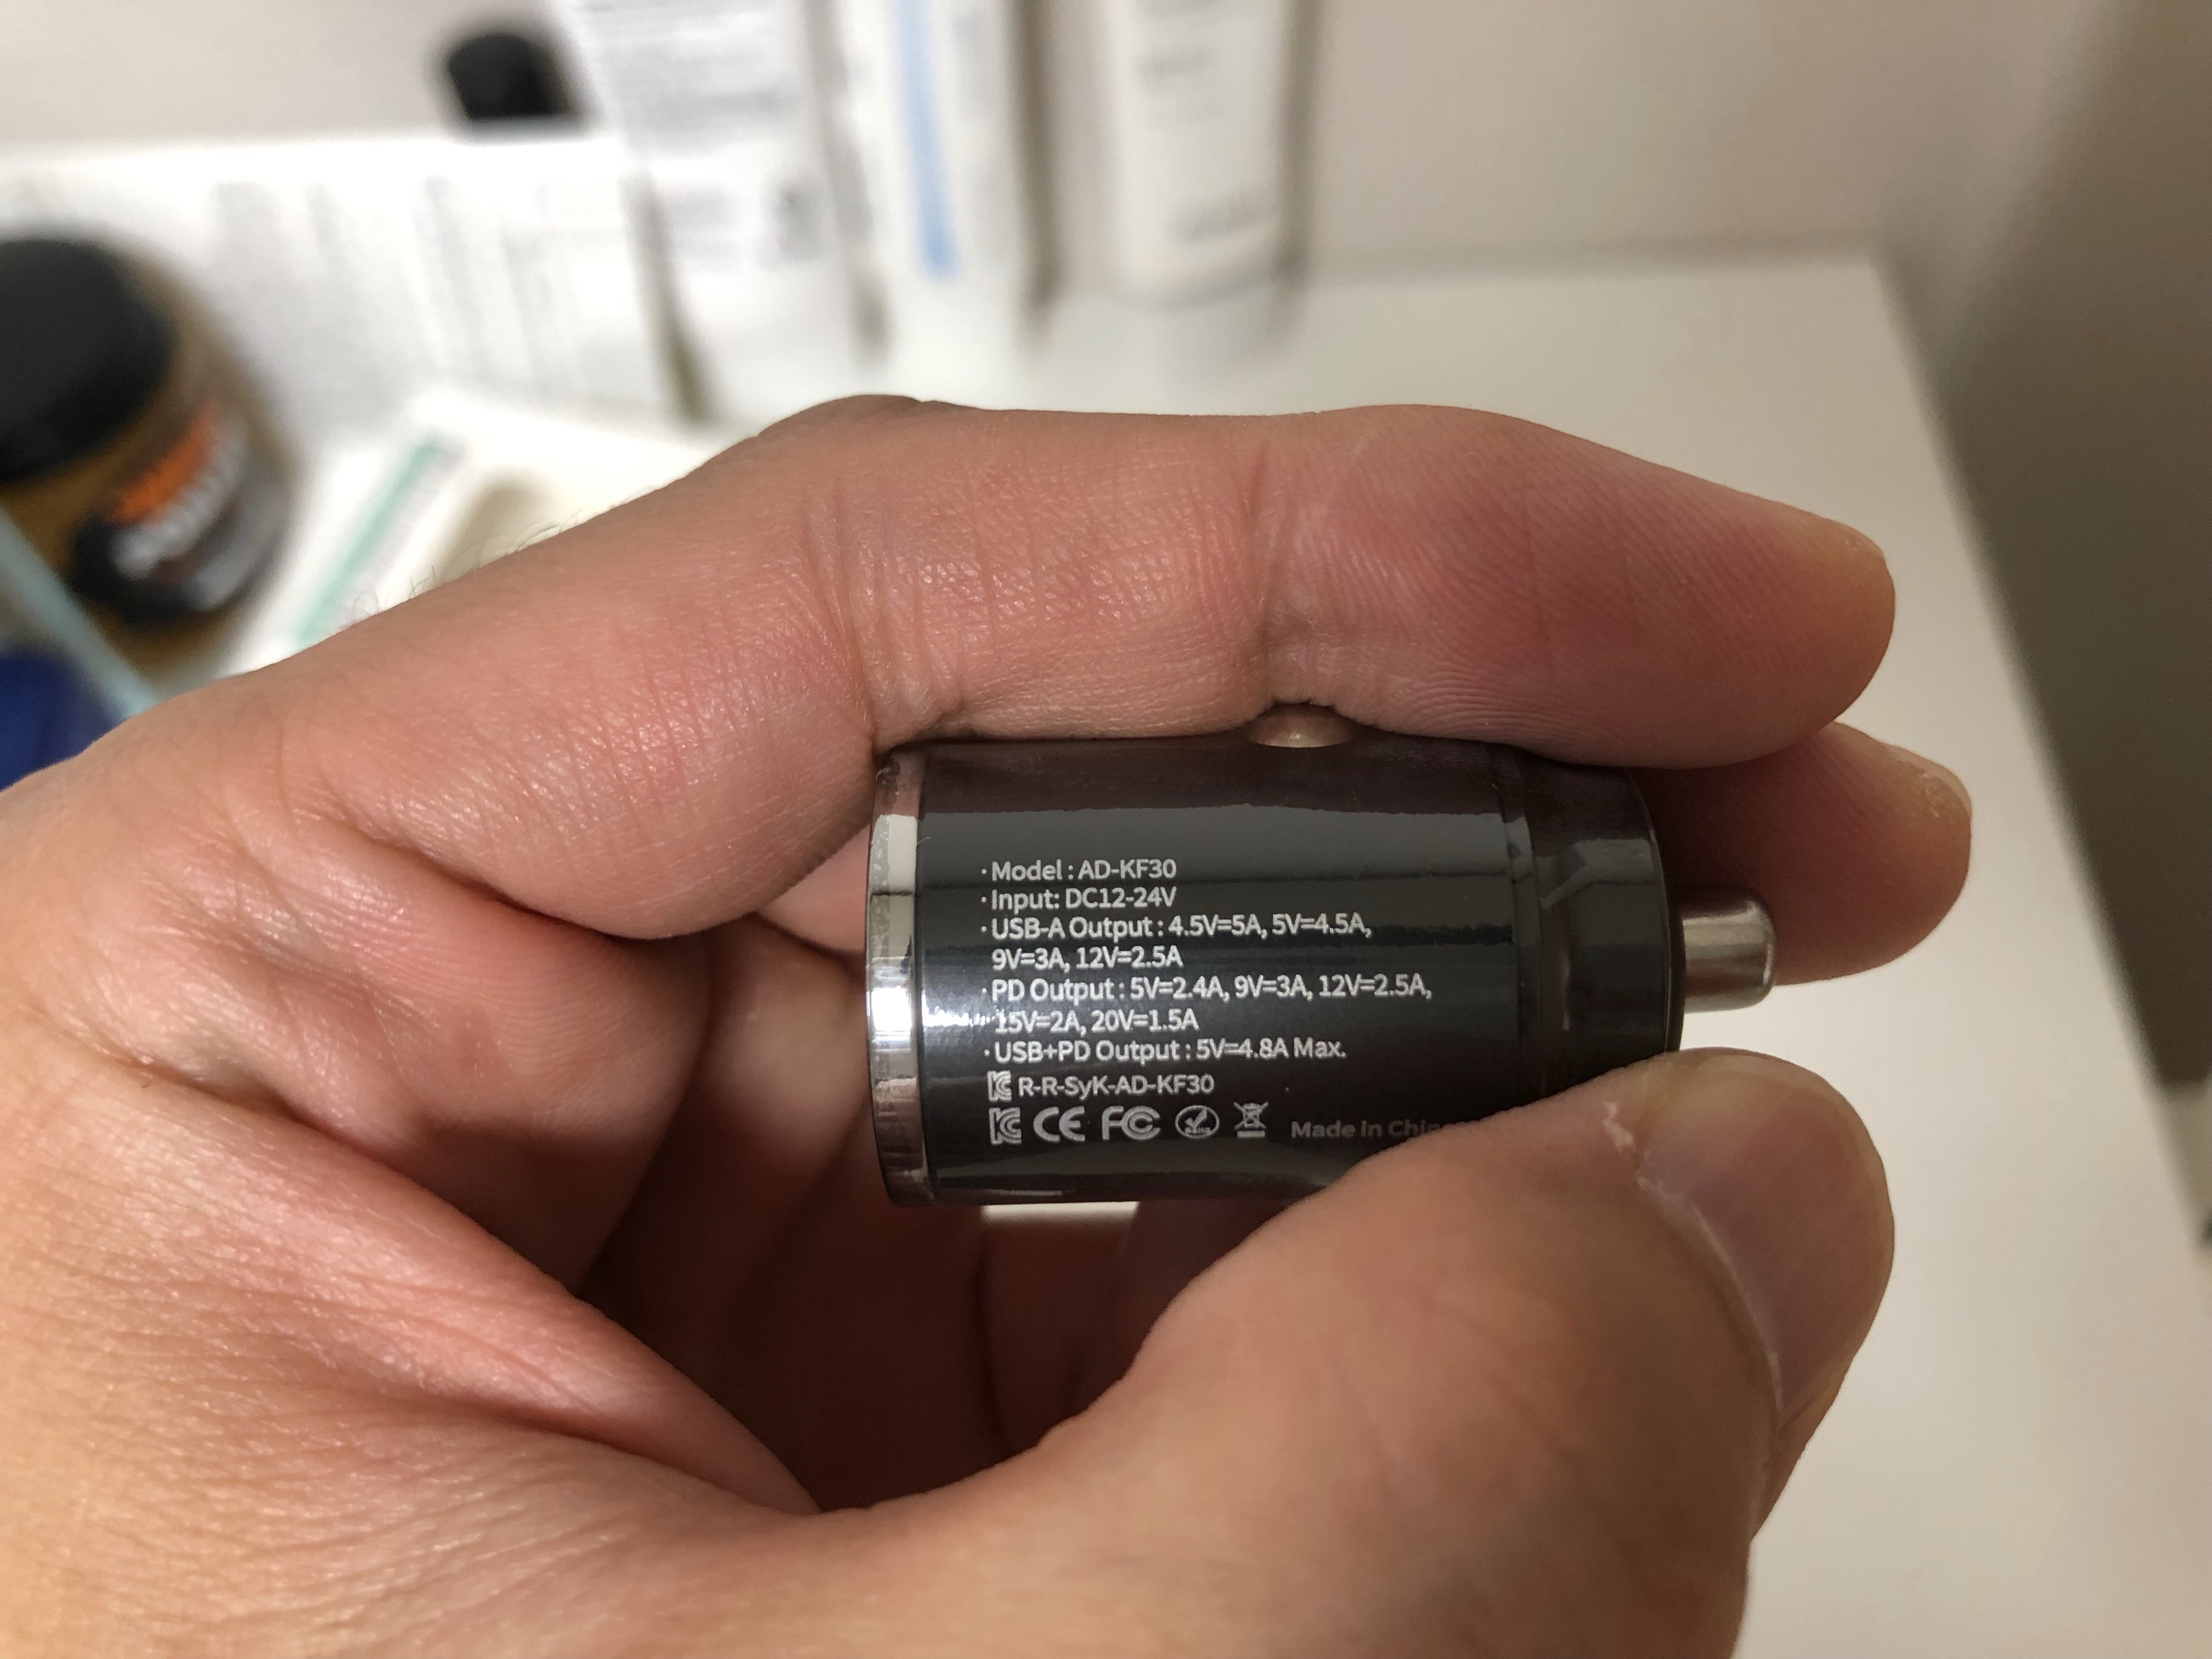 · Model : AD-KF30
· Input: DC12-24V
· USB-A Output : 4.5V=5A, 5V=4.5A,
9V=3A, 12V=2.5A
· PD Output : 5V=2.4A, 9V=3A, 12V=2.5A,
15V=2A, 20V=1.5A
· USB+PD Output : 5V=4.8A Max.
R-R-SyK-AD-KF30
CE FC Made in